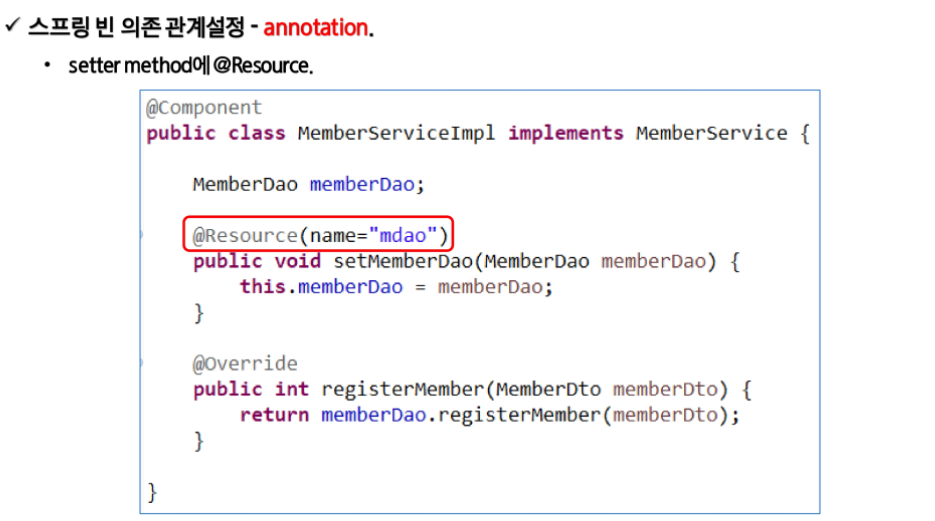 ✓ 스프링 빈 의존 관계설정 - annotation.
• setter method에 @Resource.
@Component
public class MemberServiceImpl implements MemberService {
MemberDao memberDao;
@Resource(name="mdao")
public void setMemberDao(MemberDao memberDao) {
this.memberDao = memberDao;
}
@Override
public int registerMember(MemberDto memberDto) {
return memberDao.registerMember(memberDto);
}
}